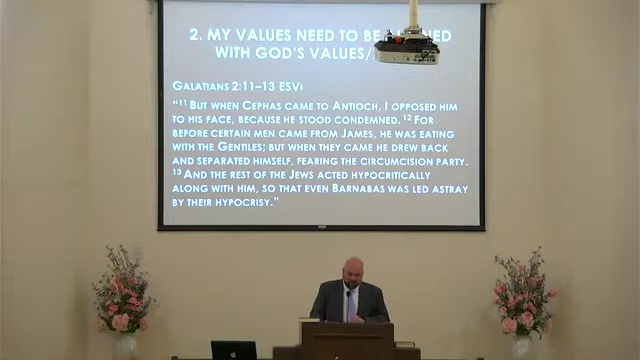 2. MY VALUES NEED TO BE
WITH GOD'S VALUES/
GALATIANS 2:11–13 ESV:
"11 BUT WHEN CEPHAS CAME TO ANTIOCH, I OPPOSED HIM
TO HIS FACE, BECAUSE HE STOOD CONDEMNED. 12 FOR
BEFORE CERTAIN MEN CAME FROM JAMES, HE WAS EATING
WITH THE GENTILES; BUT WHEN THEY CAME HE DREW BACK
AND SEPARATED HIMSELF, FEARING THE CIRCUMCISION PARTY.
13 AND THE REST OF THE JEWS ACTED HYPOCRITICALLY
ALONG WITH HIM, SO THAT EVEN BARNABAS WAS LED ASTRAY
BY THEIR HYPOCRISY."